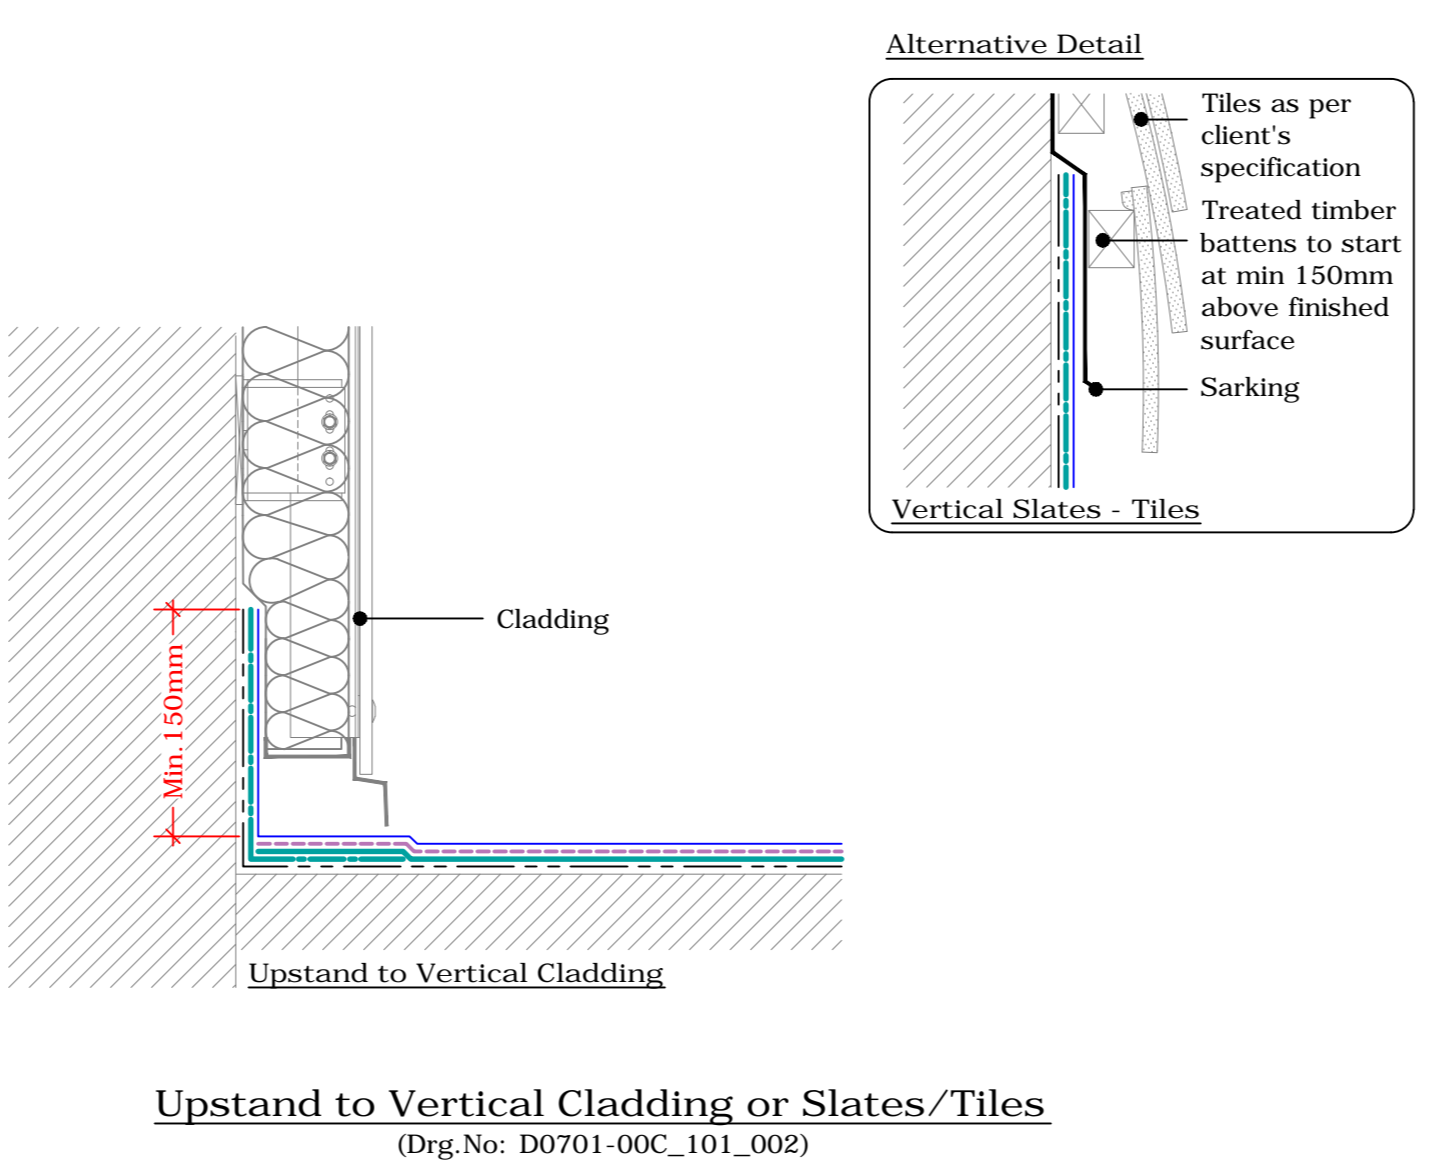 Alternative Detail
Tiles as per
client's
specification
Treated timber
battens to start
at min 150mm
above finished
surface
Sarking
Vertical Slates - Tiles
Cladding
Min.150mm
Upstand to Vertical Cladding
Upstand to Vertical Cladding or Slates/Tiles
(Drg.No: D0701-00C_101_002)